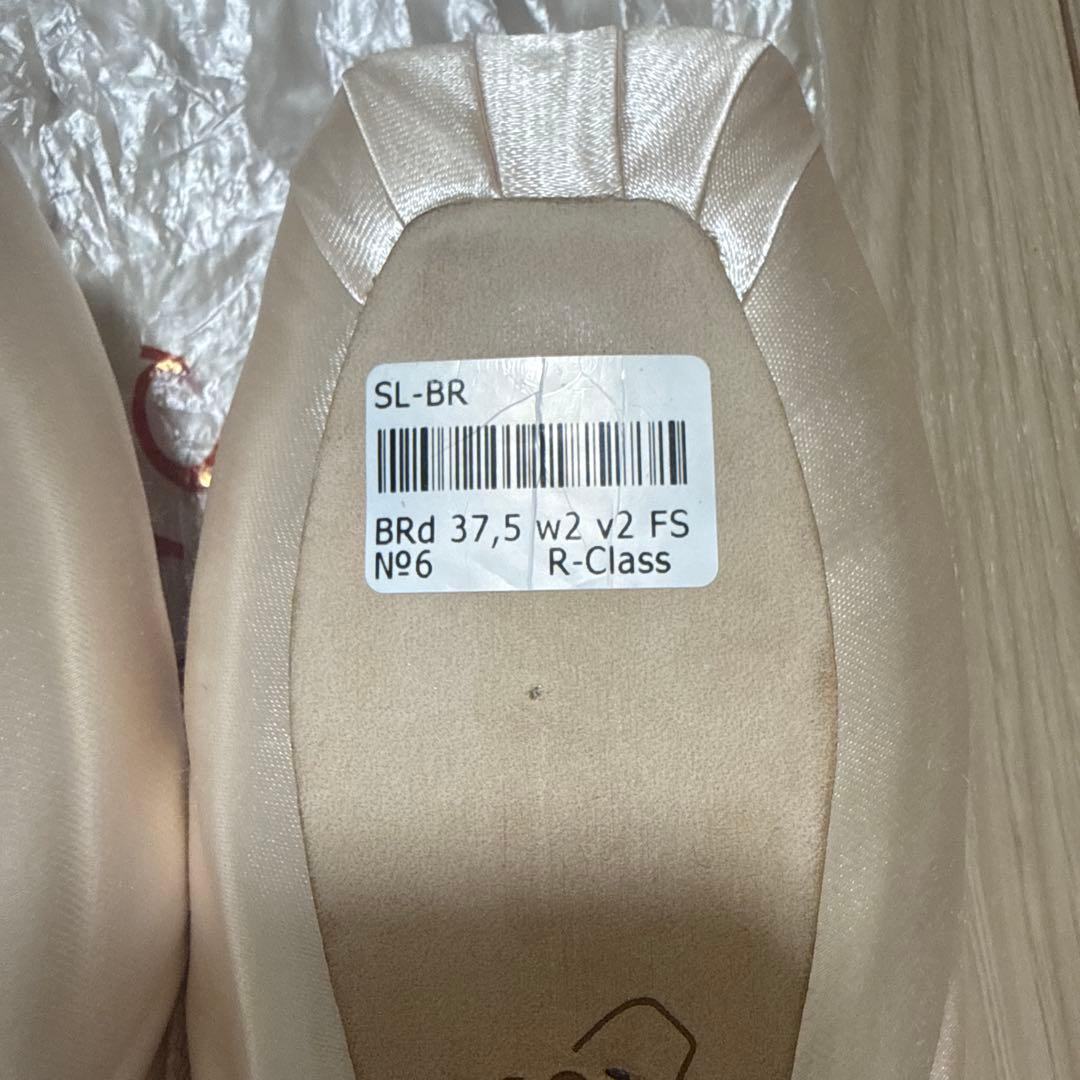 SL-BR
BRd 37,5 w2 v2 FS
№6 R-Class